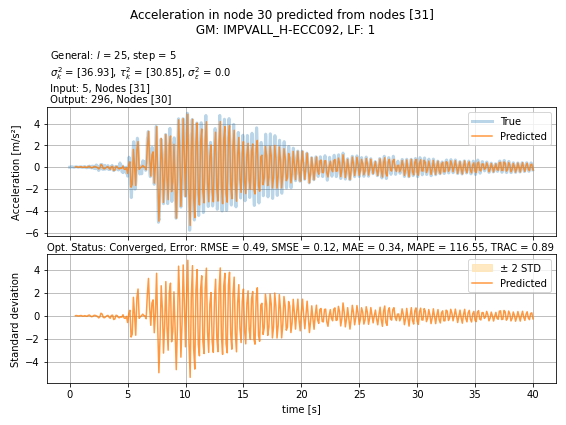 Acceleration in node 30 predicted from nodes [31]
GM: IMPVALL_H-ECC092, LF: 1
General: l = 25, step = 5
σ²ₖ = [36.93], τ²ₖ = [30.85], σ²ε = 0.0
Input: 5, Nodes [31]
Output: 296, Nodes [30]
Acceleration [m/s²]
4
2
0
−2
−4
−6
True
Predicted
Opt. Status: Converged, Error: RMSE = 0.49, SMSE = 0.12, MAE = 0.34, MAPE = 116.55, TRAC = 0.89
Standard deviation
4
2
0
−2
−4
± 2 STD
Predicted
0 5 10 15 20 25 30 35 40
time [s]